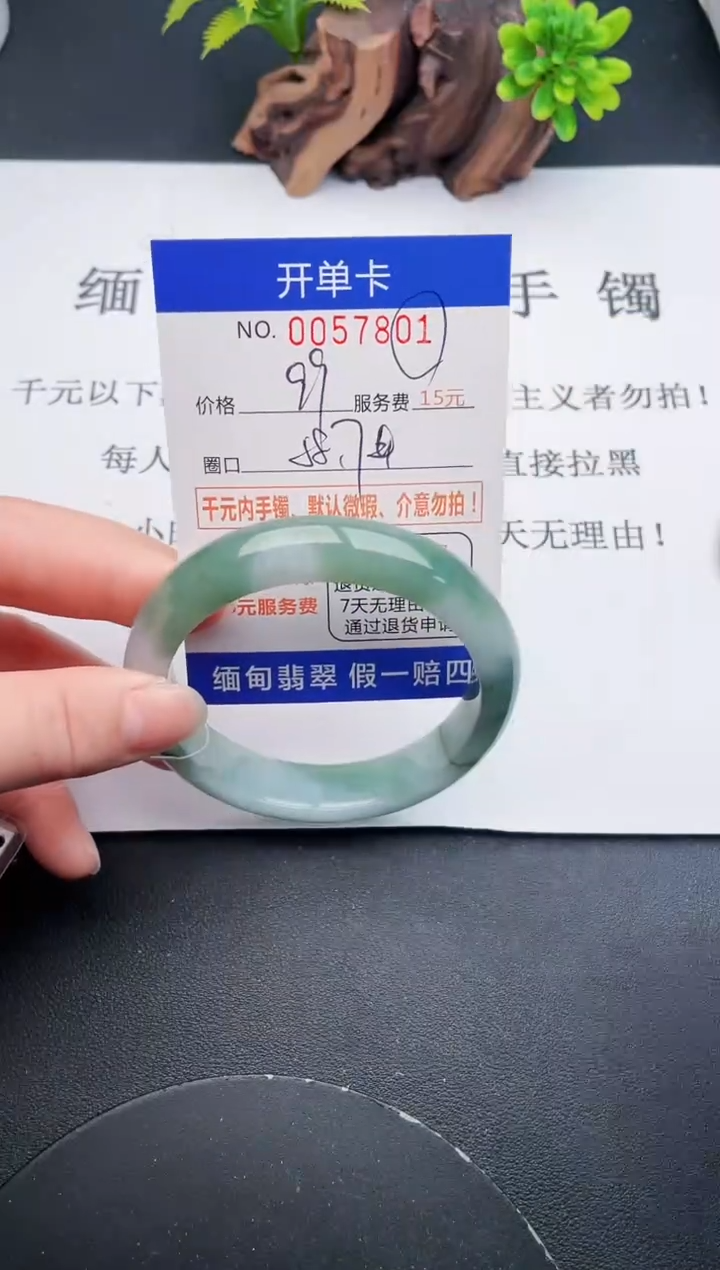 缅 手 镯
开单卡
NO. 0057801
千元以下 主义者勿拍！
价格 99 服务费 15元
每人 直接拉黑
圈口 58.7
千元内手镯、默认微瑕、介意勿拍！
天无理由！
元服务费
7天无理由
通过退货申请
缅甸翡翠 假一赔四